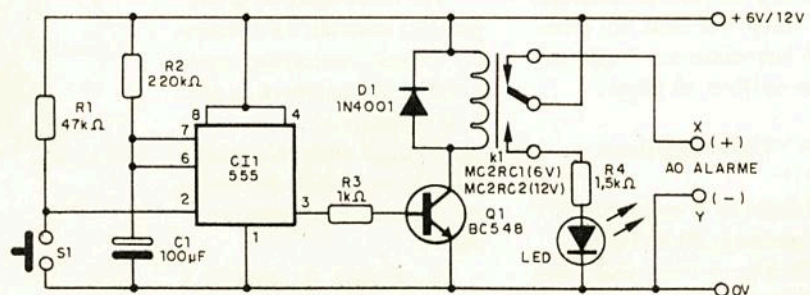 + 6V/12V
R1
47kΩ
R2
220kΩ
8
4
7
6
2
3
1
CI1
555
R3
1kΩ
D1
1N4001
k1
MC2RC1(6V)
MC2RC2(12V)
Q1
BC548
R4
1,5kΩ
LED
X
(+)
AO ALARME
(-)
Y
S1
C1
100µF
0V